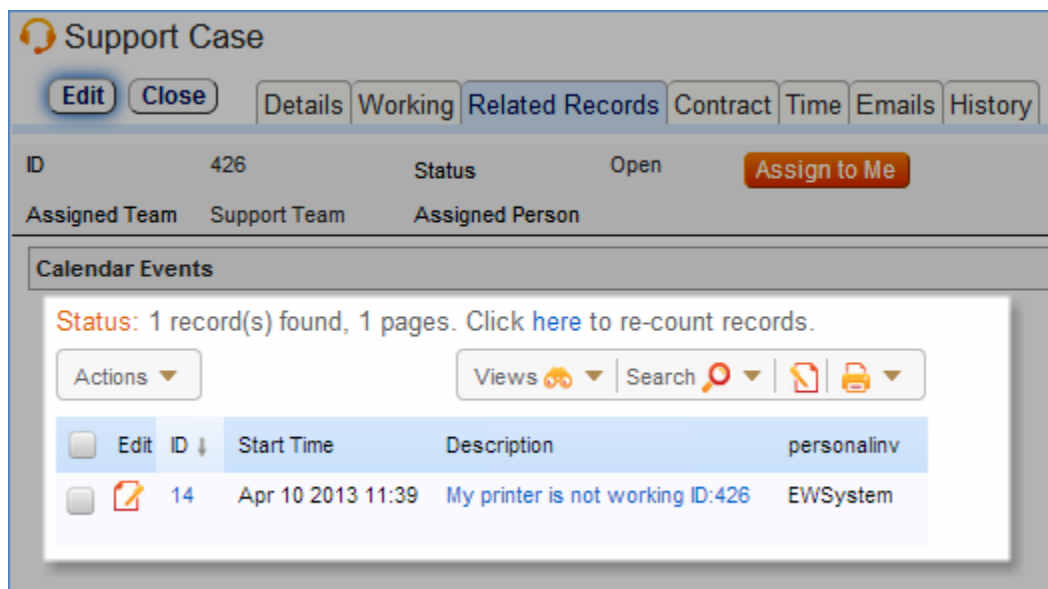 Support Case
Edit Close Details Working Related Records Contract Time Emails History
ID 426 Status Open Assign to Me
Assigned Team Support Team Assigned Person
Calendar Events
Status: 1 record(s) found, 1 pages. Click here to re-count records.
Actions Views Search
Edit ID ↓ Start Time Description personalinv
14 Apr 10 2013 11:39 My printer is not working ID:426 EWSystem